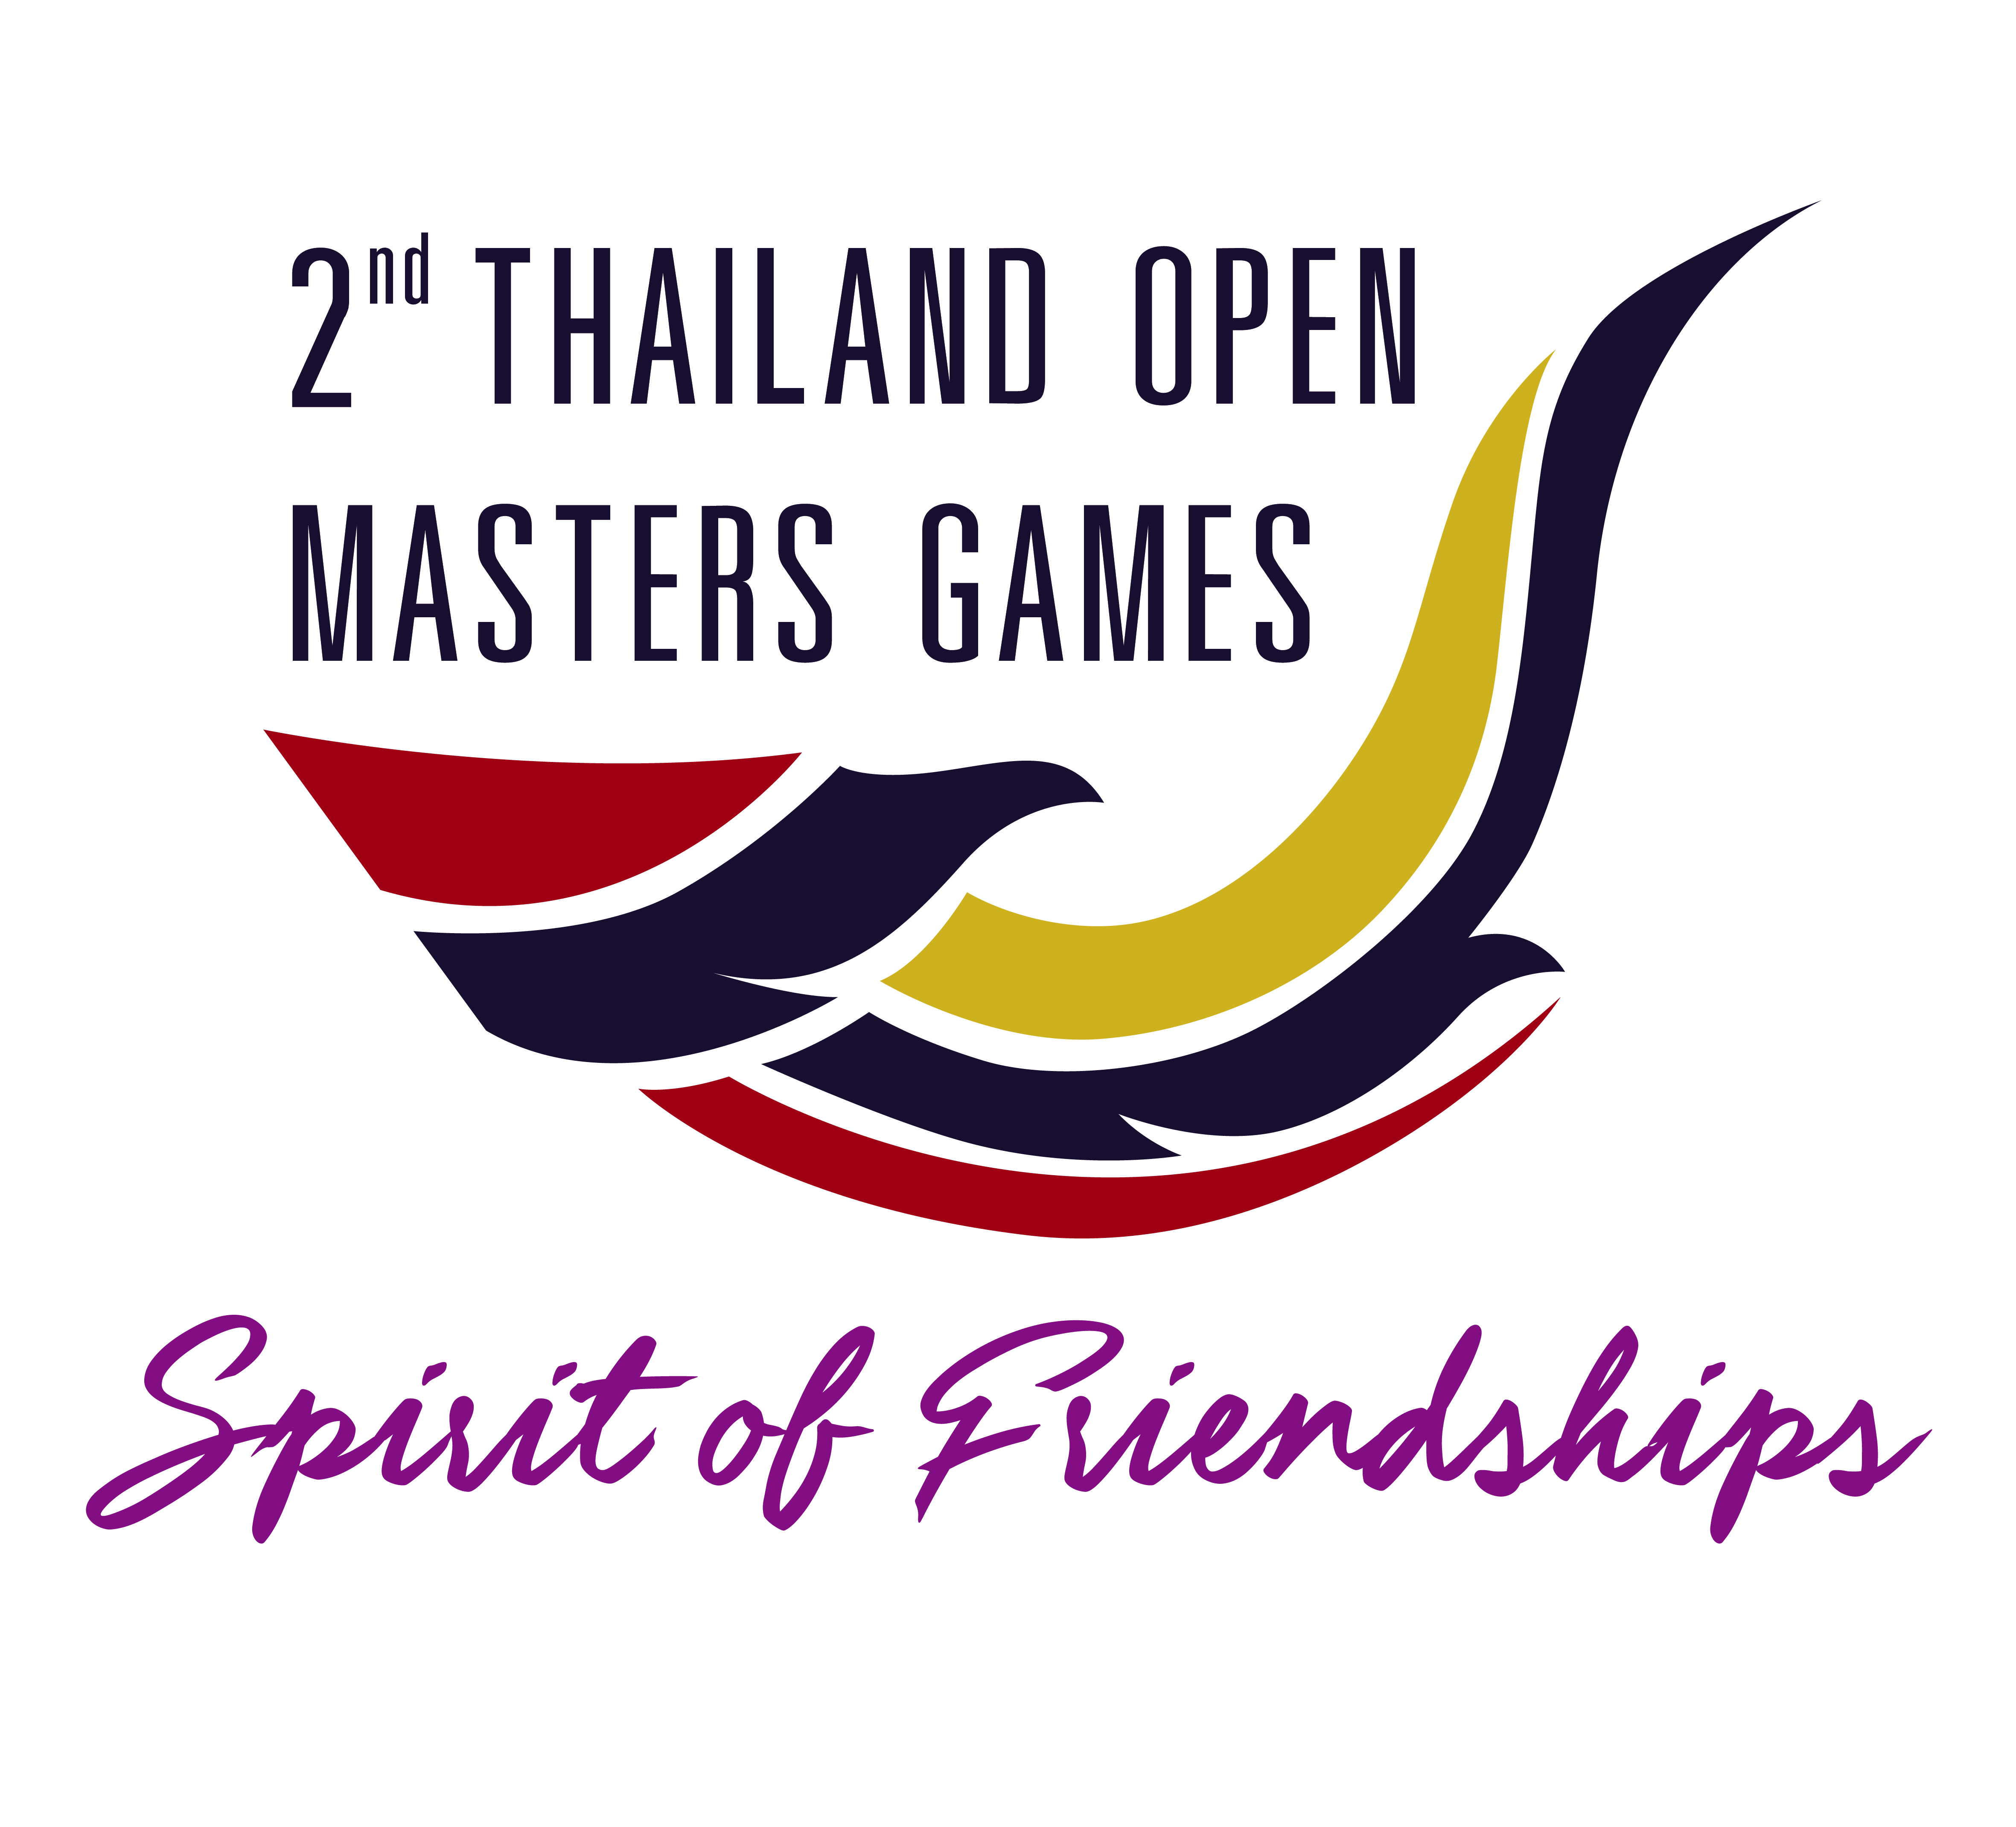 2nd THAILAND OPEN
MASTERS GAMES
Spirit of Friendships